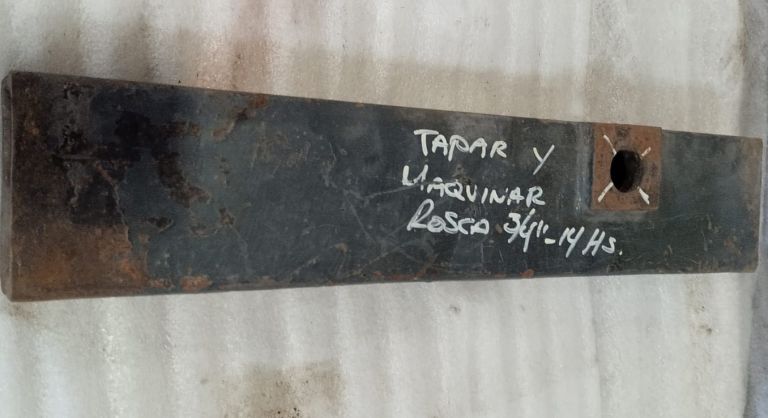 TAPAR Y
MAQUINAR
ROSCA 3/4"-14 Hs.